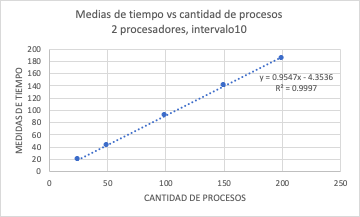 Medias de tiempo vs cantidad de procesos
2 procesadores, intervalo10
MEDIDAS DE TIEMPO
200
180
160
140
120
100
80
60
40
20
0
y = 0.9547x - 4.3536
R² = 0.9997
0
50
100
150
200
250
CANTIDAD DE PROCESOS